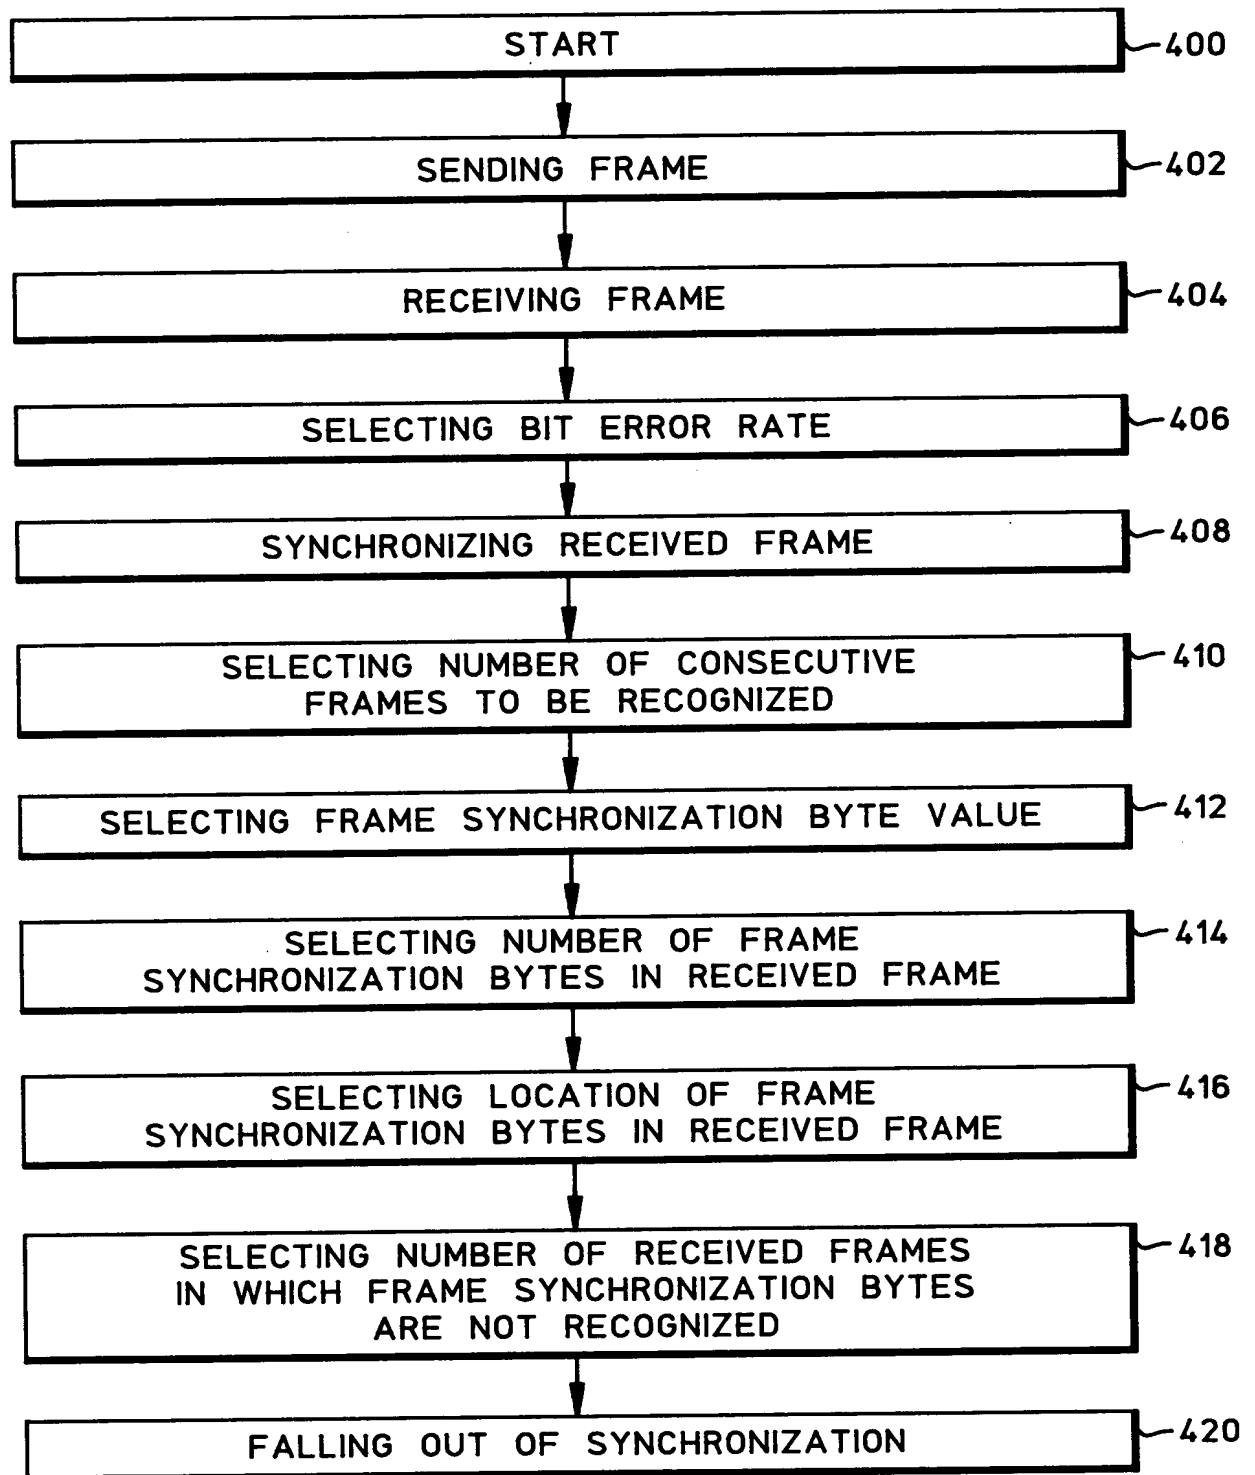 START
400
SENDING FRAME
402
RECEIVING FRAME
404
SELECTING BIT ERROR RATE
406
SYNCHRONIZING RECEIVED FRAME
408
SELECTING NUMBER OF CONSECUTIVE
FRAMES TO BE RECOGNIZED
410
SELECTING FRAME SYNCHRONIZATION BYTE VALUE
412
SELECTING NUMBER OF FRAME
SYNCHRONIZATION BYTES IN RECEIVED FRAME
414
SELECTING LOCATION OF FRAME
SYNCHRONIZATION BYTES IN RECEIVED FRAME
416
SELECTING NUMBER OF RECEIVED FRAMES
IN WHICH FRAME SYNCHRONIZATION BYTES
ARE NOT RECOGNIZED
418
FALLING OUT OF SYNCHRONIZATION
420